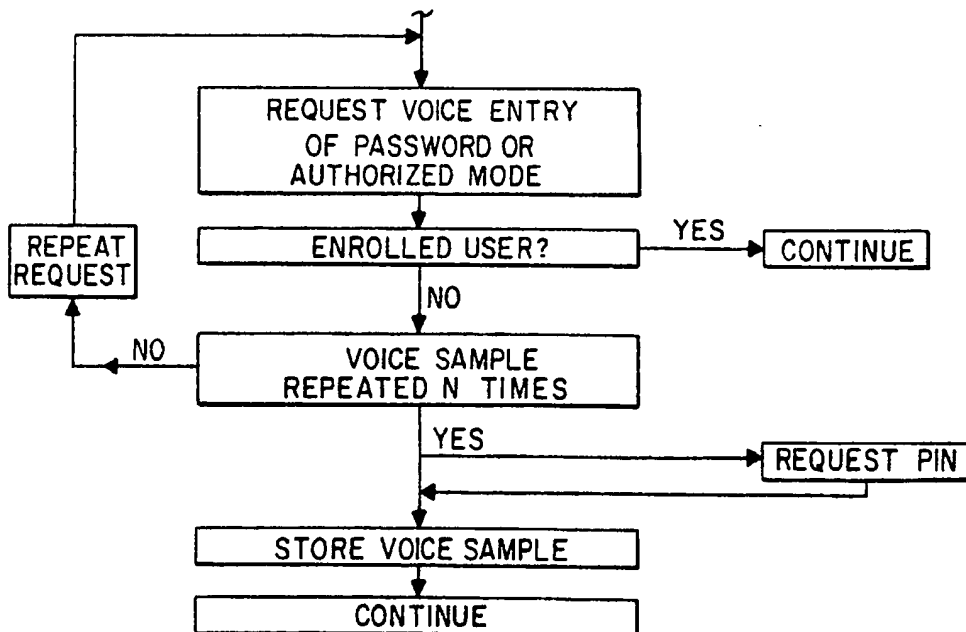 REQUEST VOICE ENTRY
OF PASSWORD OR
AUTHORIZED MODE
REPEAT
REQUEST
ENROLLED USER?
YES
CONTINUE
NO
NO
VOICE SAMPLE
REPEATED N TIMES
YES
REQUEST PIN
STORE VOICE SAMPLE
CONTINUE